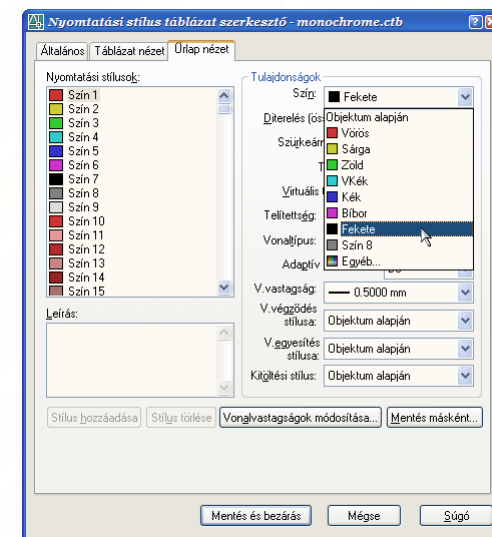 Nyomtatási stílus táblázat szerkesztő - monochrome.ctb
Általános Táblázat nézet Űrlap nézet
Nyomtatási stílusok:
Szín 1
Szín 2
Szín 3
Szín 4
Szín 5
Szín 6
Szín 7
Szín 8
Szín 9
Szín 10
Szín 11
Szín 12
Szín 13
Szín 14
Szín 15
Leírás:
Tulajdonságok
Szín: Fekete
Objektum alapján
Vörös
Sárga
Zöld
VKék
Kék
Bíbor
Fekete
Szín 8
Egyéb...
Diterelés (ös
Szürkeár
Virtuális
Telítettség:
Vonaltípus:
Adaptív
V.vastagság: 0.5000 mm
V.végződés stílusa: Objektum alapján
V.egyesítés stílusa: Objektum alapján
Kitöltési stílus: Objektum alapján
Stílus hozzáadása Stílus törlése Vonalvastagságok módosítása... Mentés másként...
Mentés és bezárás Mégse Súgó